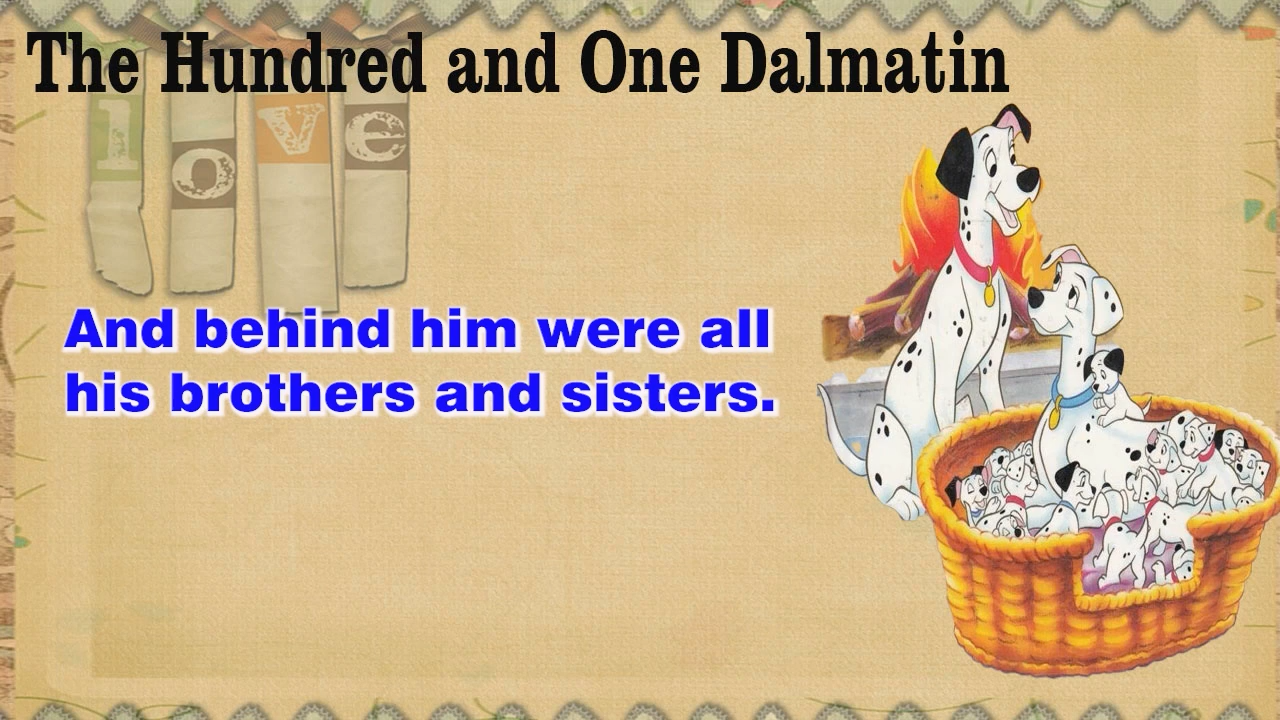 The Hundred and One Dalmatin
love
And behind him were all
his brothers and sisters.